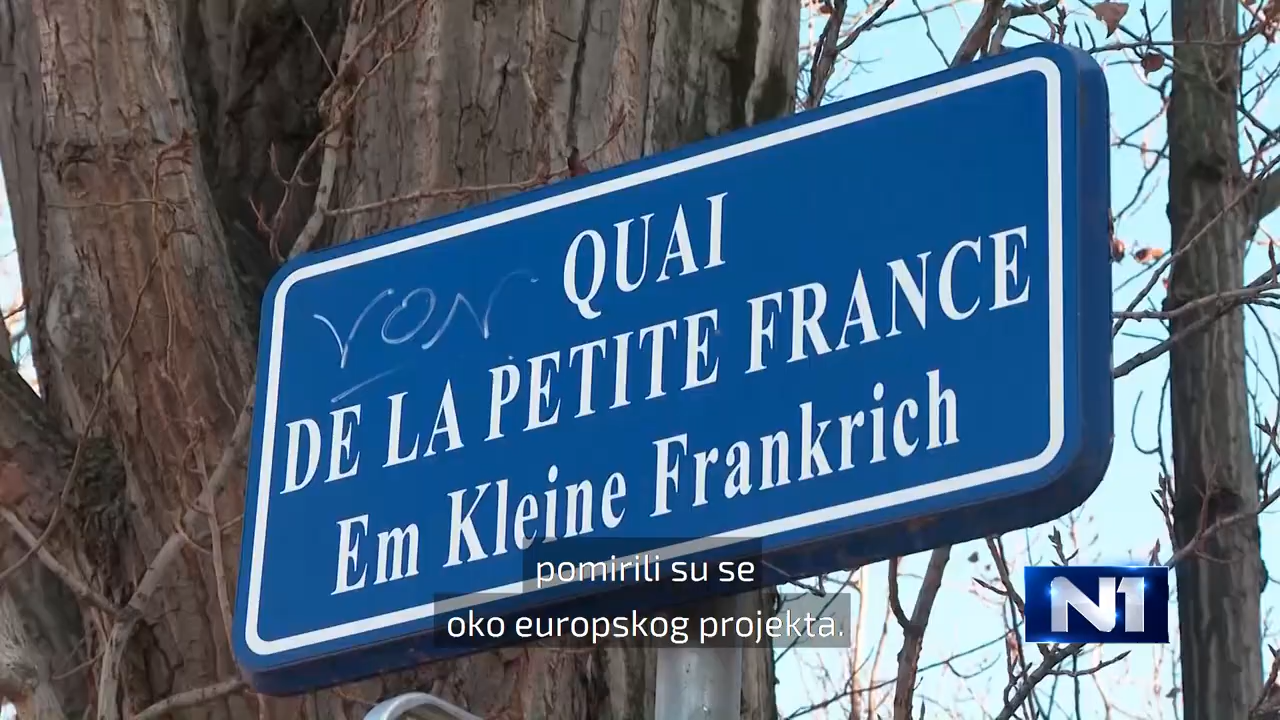 QUAI
VON
DE LA PETITE FRANCE
Em Kleine Frankrich
pomirili su se
oko europskog projekta.
N1